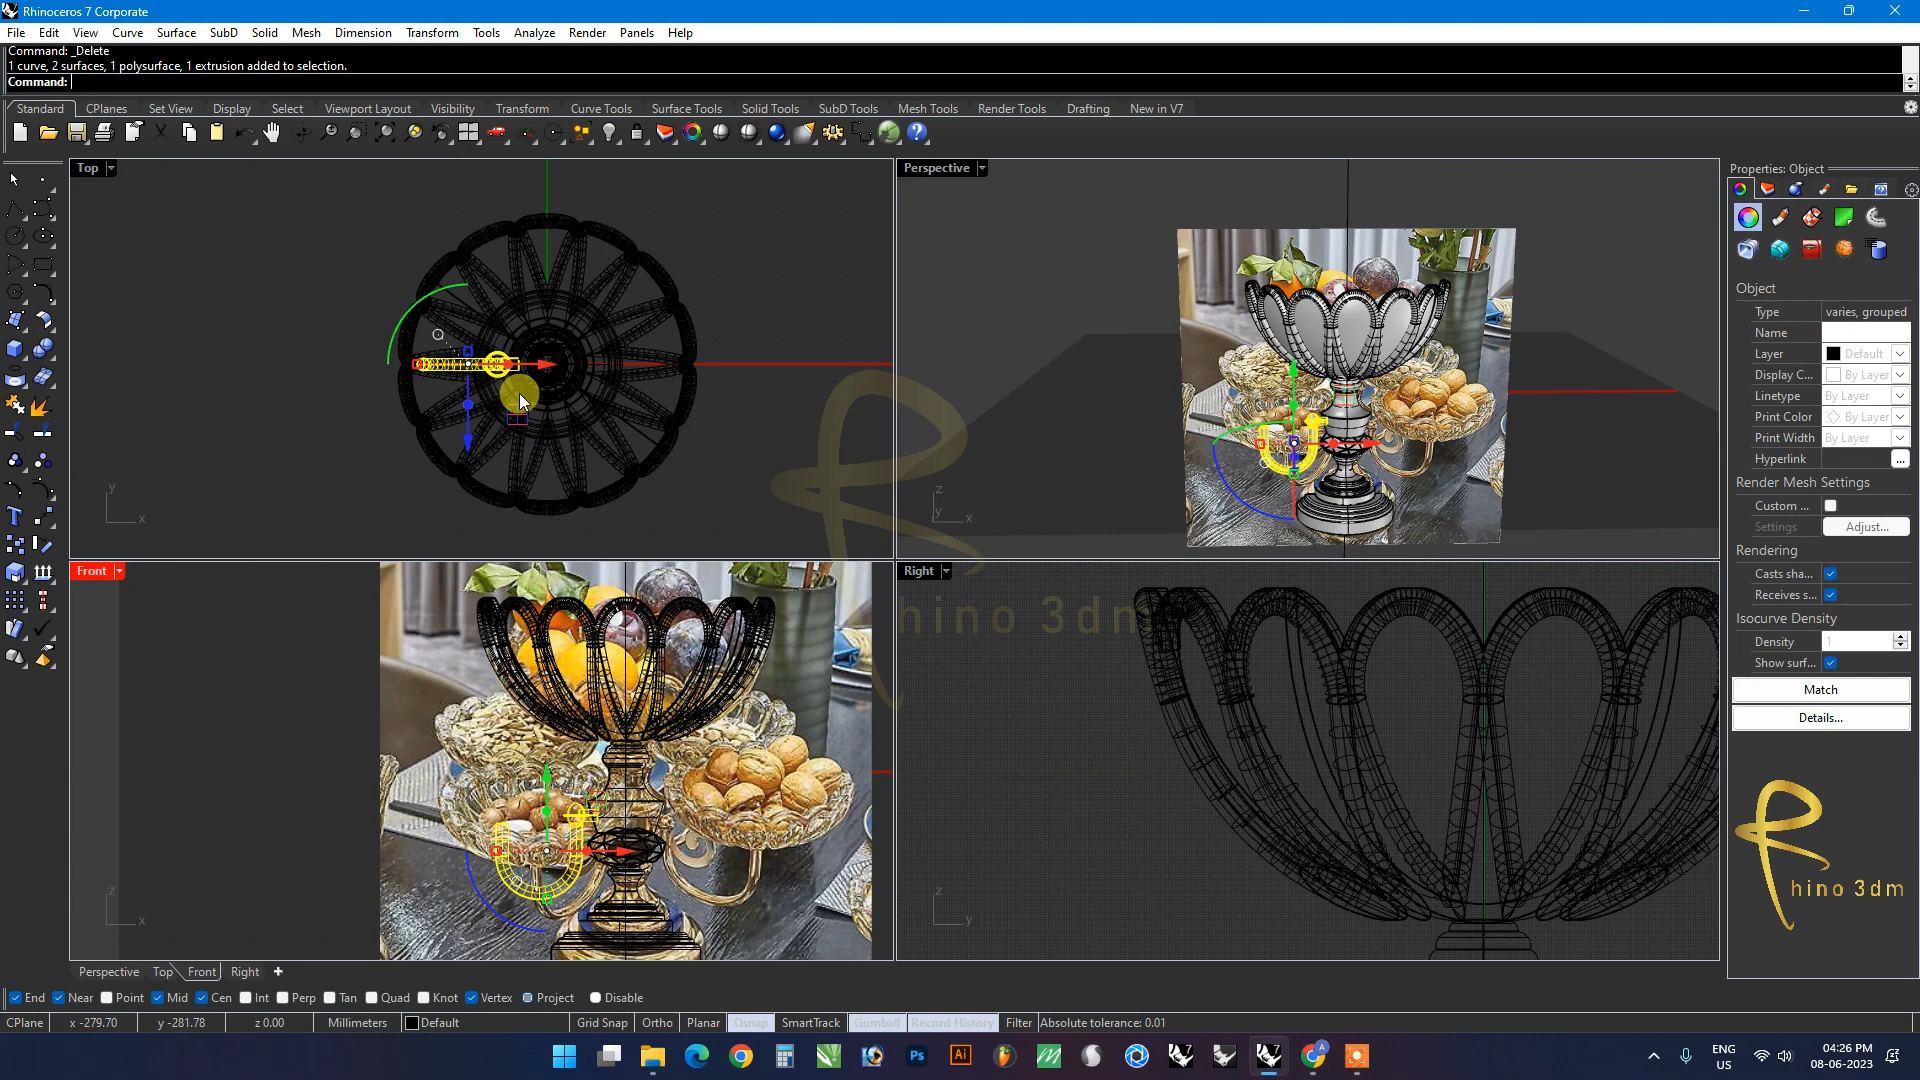 Rhinoceros 7 Corporate
File Edit View Curve Surface SubD Solid Mesh Dimension Transform Tools Analyze Render Panels Help
Command: _Delete
1 curve, 2 surfaces, 1 polysurface, 1 extrusion added to selection.
Command:
Standard CPlanes Set View Display Select Viewport Layout Visibility Transform Curve Tools Surface Tools Solid Tools SubD Tools Mesh Tools Render Tools Drafting New in V7
Top
Perspective
Properties: Object
Object
Type varies, grouped
Name
Layer Default
Display C... By Layer
Linetype By Layer
Print Color By Layer
Print Width By Layer
Hyperlink ...
Render Mesh Settings
Custom ...
Settings Adjust...
Rendering
Casts sha...
Receives s...
Isocurve Density
Density 1
Show surf...
Match
Details...
y
x
z
y
x
Front
Right
hino 3dm
hino 3dm
z
x
z
y
Perspective Top Front Right
End Near Point Mid Cen Int Perp Tan Quad Knot Vertex Project Disable
CPlane x -279.70 y -281.78 z 0.00 Millimeters Default Grid Snap Ortho Planar Osnap SmartTrack Gumball Record History Filter Absolute tolerance: 0.01
Ps Ai
ENG
US
04:26 PM
08-06-2023